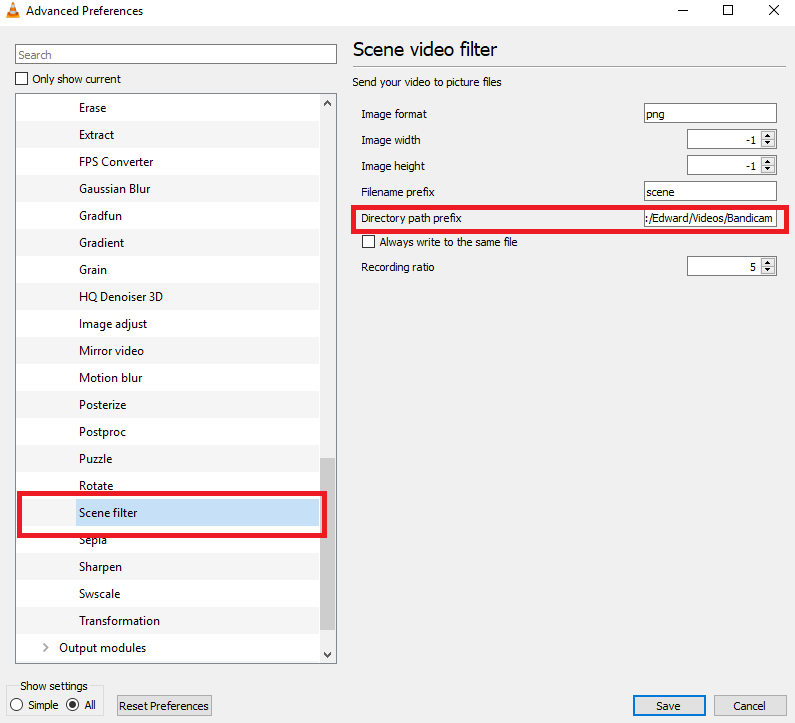 Advanced Preferences
Search
Only show current
Erase
Extract
FPS Converter
Gaussian Blur
Gradfun
Gradient
Grain
HQ Denoiser 3D
Image adjust
Mirror video
Motion blur
Posterize
Postproc
Puzzle
Rotate
Scene filter
Sepia
Sharpen
Swscale
Transformation
Output modules
Show settings
Simple All
Reset Preferences
Scene video filter
Send your video to picture files
Image format png
Image width -1
Image height -1
Filename prefix scene
Directory path prefix :/Edward/Videos/Bandicam
Always write to the same file
Recording ratio 5
Save Cancel